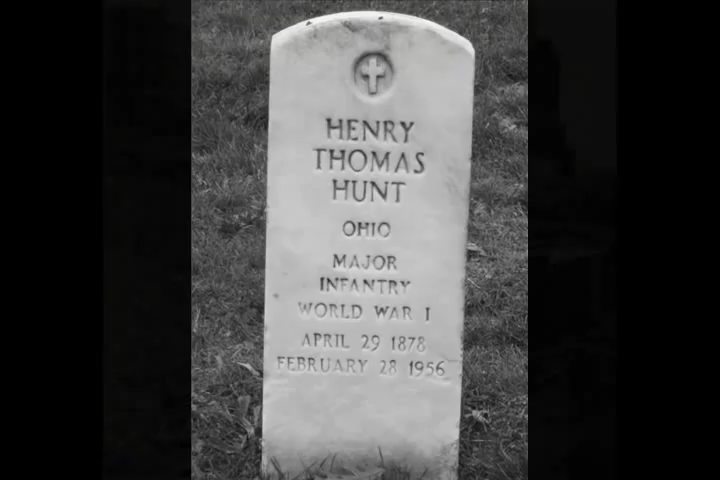 HENRY
THOMAS
HUNT
OHIO
MAJOR
INFANTRY
WORLD WAR I
APRIL 29 1878
FEBRUARY 28 1956